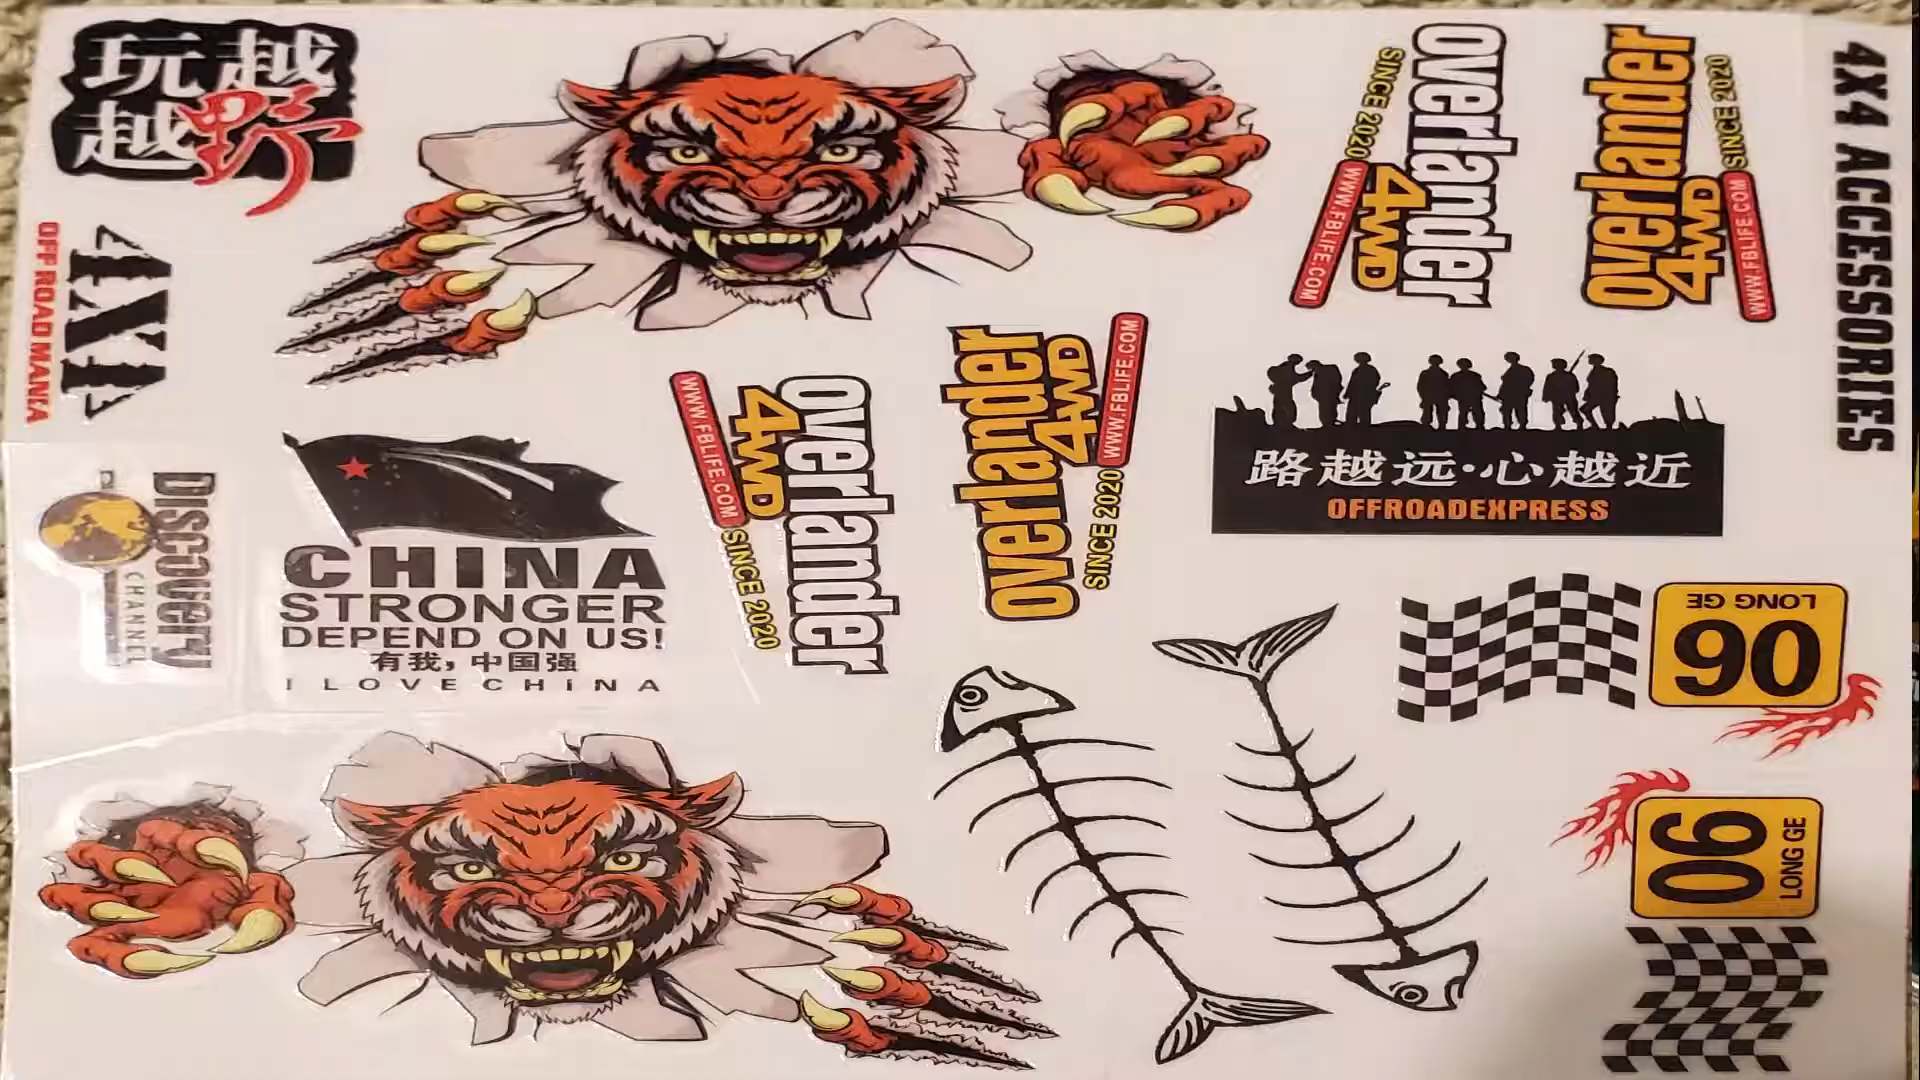 玩越
越野
4X4
OFF ROAD MANIA
overlander
4WD
SINCE 2020
WWW.FBLIFE.COM
overlander
4WD
SINCE 2020
WWW.FBLIFE.COM
4X4 ACCESSORIES
DISCOVERY
CHANNEL
CHINA
STRONGER
DEPEND ON US!
有我，中国强
I LOVE CHINA
overlander
4WD
WWW.FBLIFE.COM
SINCE 2020
overlander
4WD
SINCE 2020
WWW.FBLIFE.COM
路越远·心越近
OFFROADEXPRESS
LONG GE
06
06
LONG GE